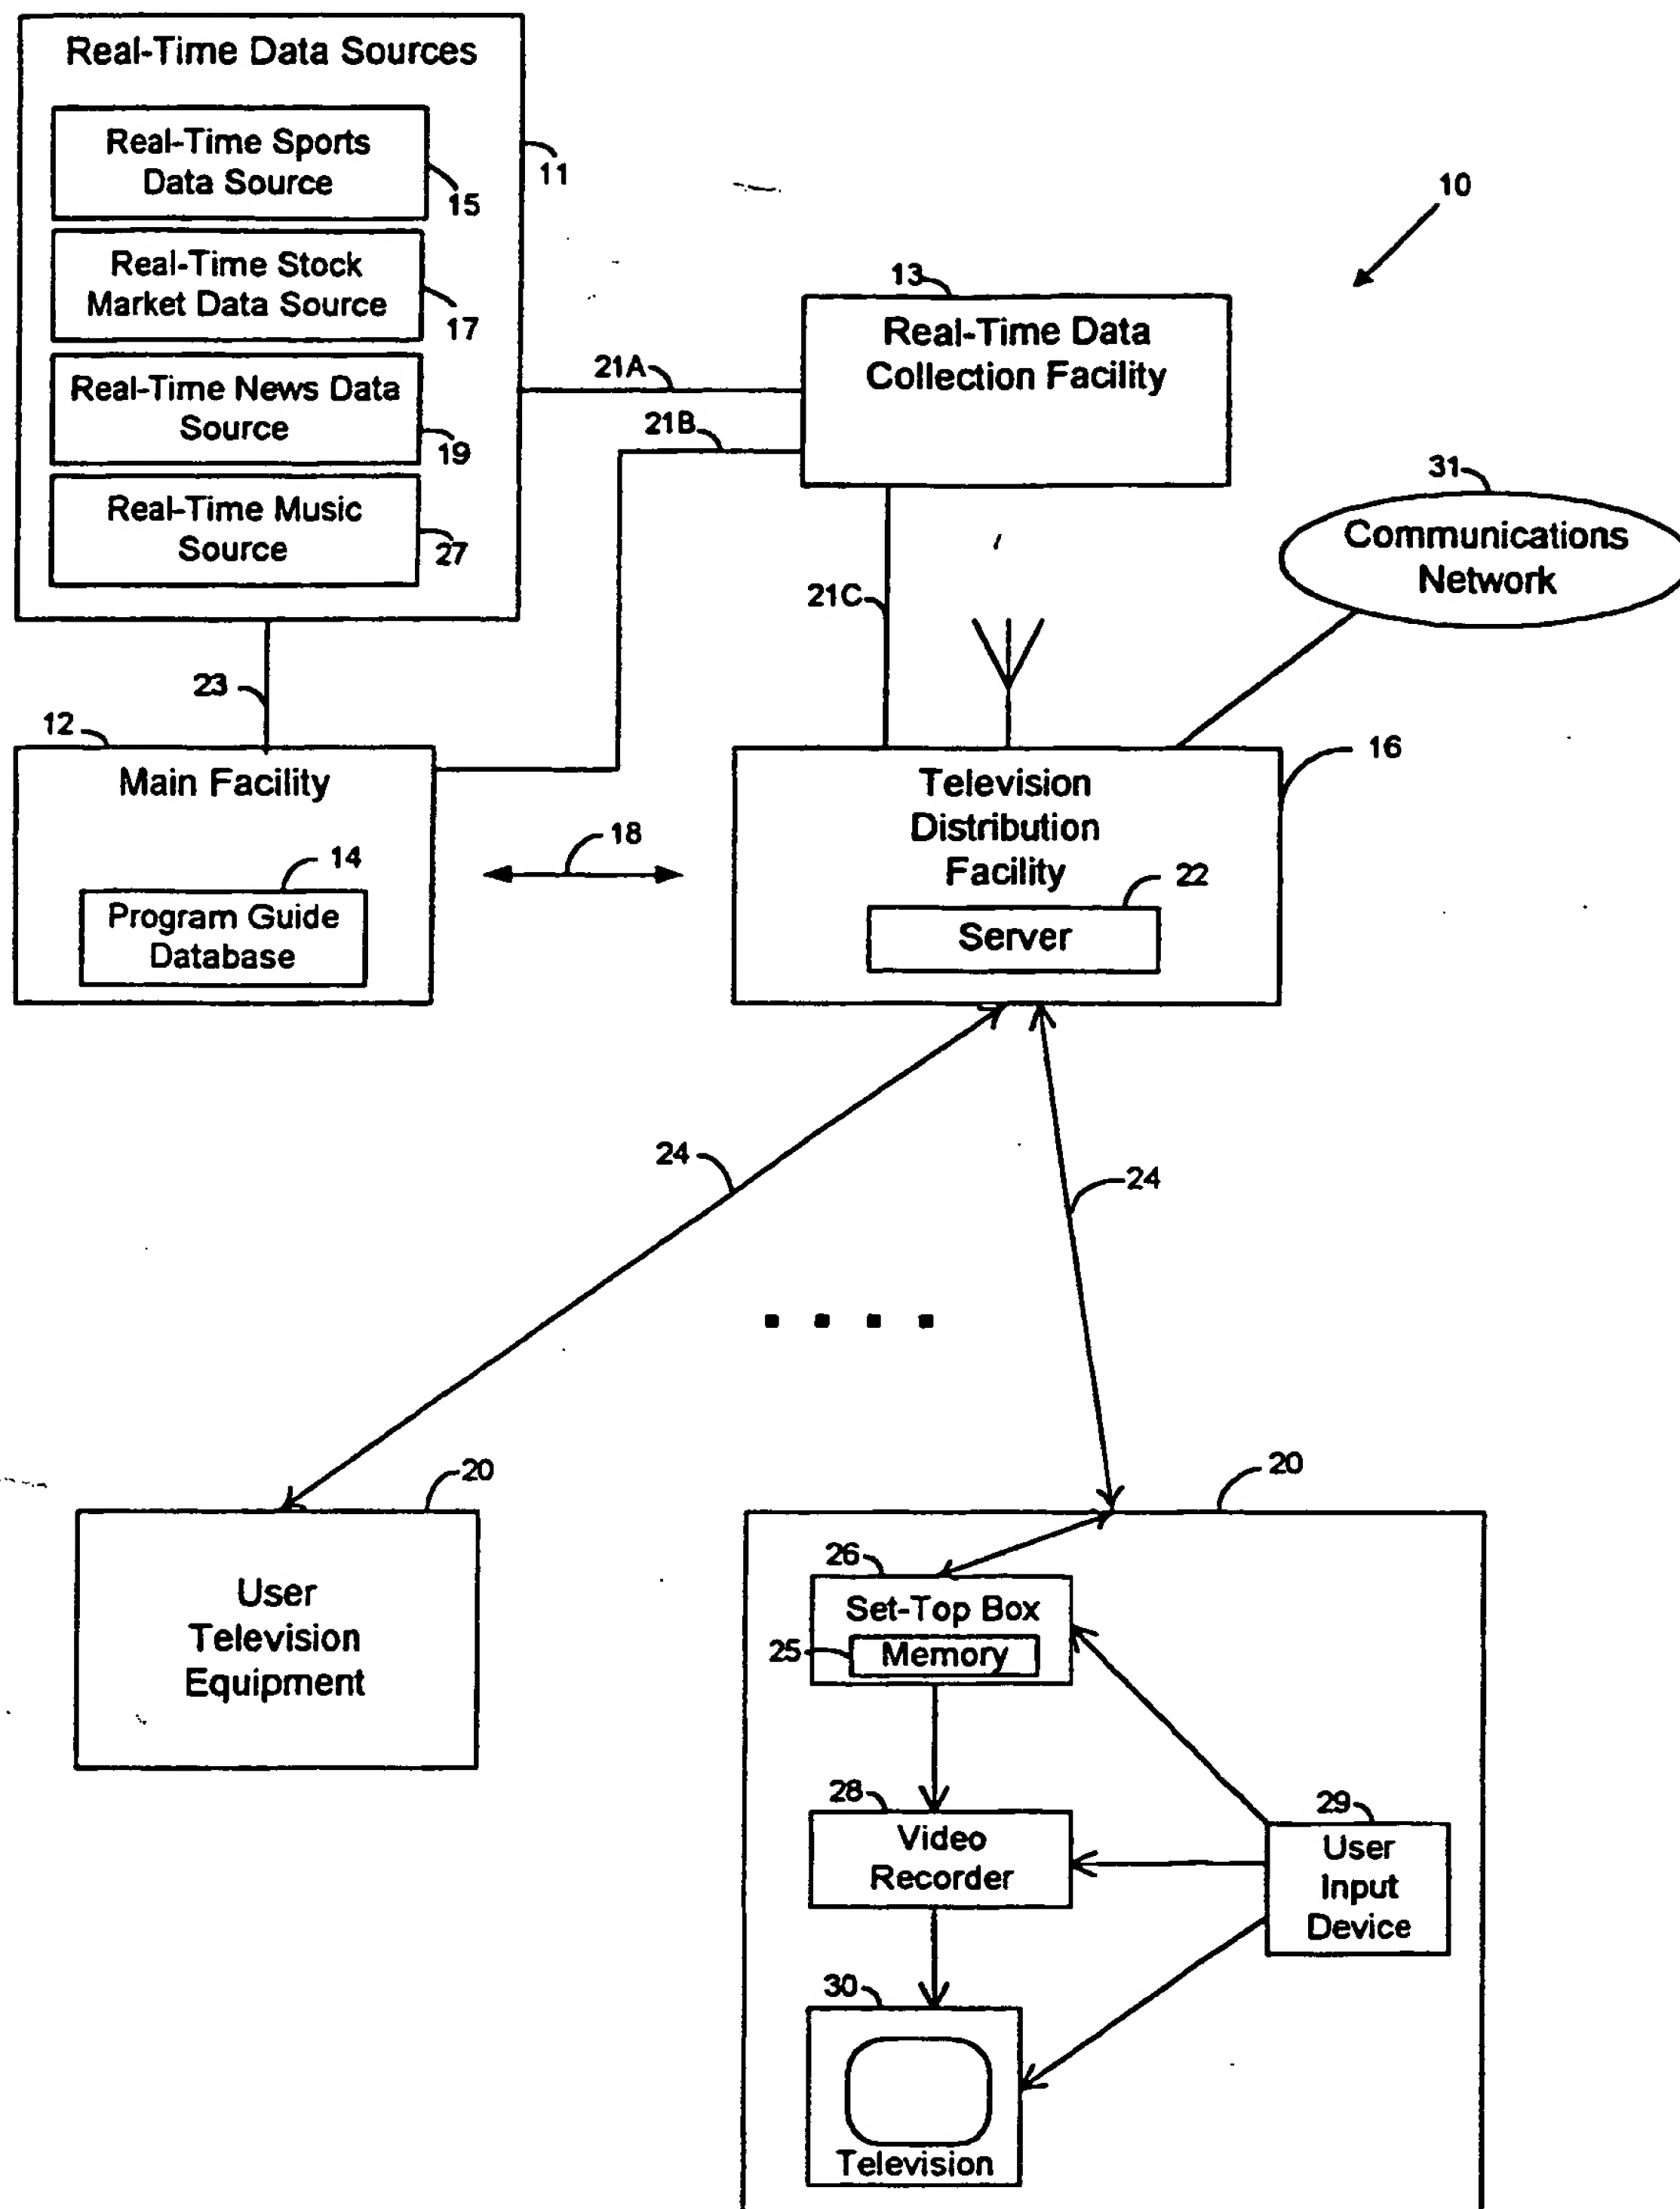 Real-Time Data Sources
Real-Time Sports
Data Source
15
11
Real-Time Stock
Market Data Source
17
Real-Time News Data
Source
19
Real-Time Music
Source
27
10
13
Real-Time Data
Collection Facility
21A
21B
21C
31
Communications
Network
23
12
Main Facility
14
Program Guide
Database
18
16
Television
Distribution
Facility
22
Server
24
24
20
User
Television
Equipment
20
26
Set-Top Box
25
Memory
28
Video
Recorder
29
User
Input
Device
30
Television